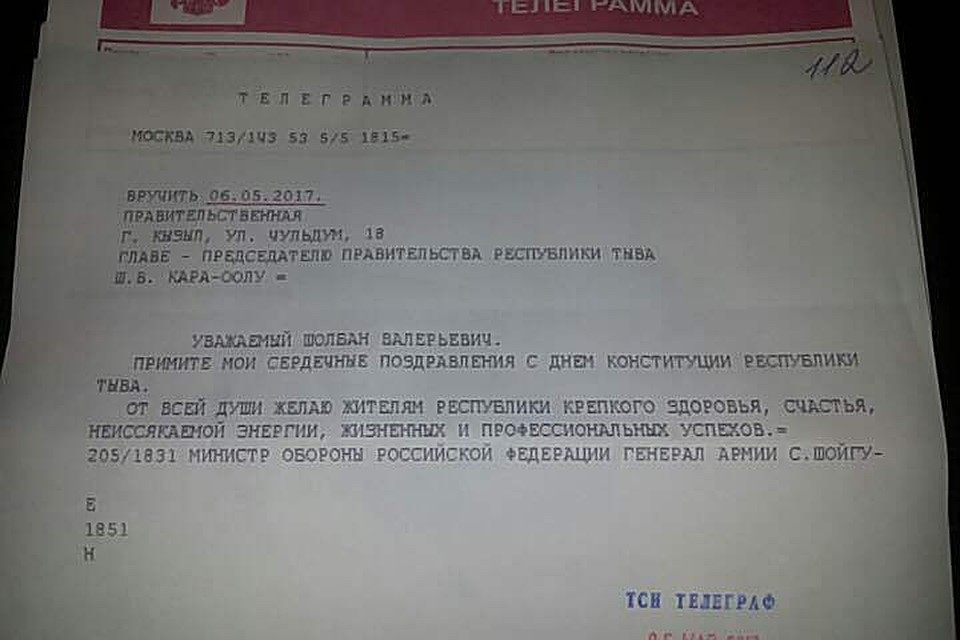 ТЕЛЕГРАММА
112
ТЕЛЕГРАММА
МОСКВА 713/143 53 5/5 1815=
ВРУЧИТЬ 06.05.2017.
ПРАВИТЕЛЬСТВЕННАЯ
Г. КЫЗЫЛ, УЛ. ЧУЛЬДУМ, 18
ГЛАВЕ - ПРЕДСЕДАТЕЛЮ ПРАВИТЕЛЬСТВА РЕСПУБЛИКИ ТЫВА
Ш.В. КАРА-ООЛУ =
УВАЖАЕМЫЙ ШОЛБАН ВАЛЕРЬЕВИЧ.
ПРИМИТЕ МОИ СЕРДЕЧНЫЕ ПОЗДРАВЛЕНИЯ С ДНЕМ КОНСТИТУЦИИ РЕСПУБЛИКИ
ТЫВА.
ОТ ВСЕЙ ДУШИ ЖЕЛАЮ ЖИТЕЛЯМ РЕСПУБЛИКИ КРЕПКОГО ЗДОРОВЬЯ, СЧАСТЬЯ,
НЕИССЯКАЕМОЙ ЭНЕРГИИ, ЖИЗНЕННЫХ И ПРОФЕССИОНАЛЬНЫХ УСПЕХОВ.=
205/1831 МИНИСТР ОБОРОНЫ РОССИЙСКОЙ ФЕДЕРАЦИИ ГЕНЕРАЛ АРМИИ С.ШОЙГУ-
Е
1851
Н
ТСИ ТЕЛЕГРАФ